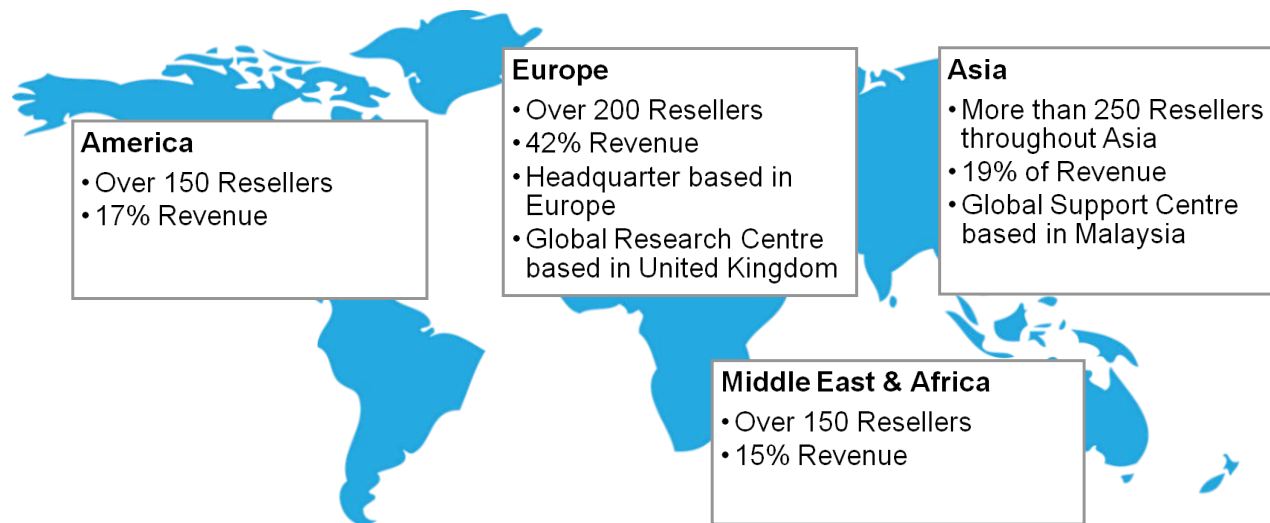 America
• Over 150 Resellers
• 17% Revenue
Europe
• Over 200 Resellers
• 42% Revenue
• Headquarter based in
Europe
• Global Research Centre
based in United Kingdom
Asia
• More than 250 Resellers
throughout Asia
• 19% of Revenue
• Global Support Centre
based in Malaysia
Middle East & Africa
• Over 150 Resellers
• 15% Revenue